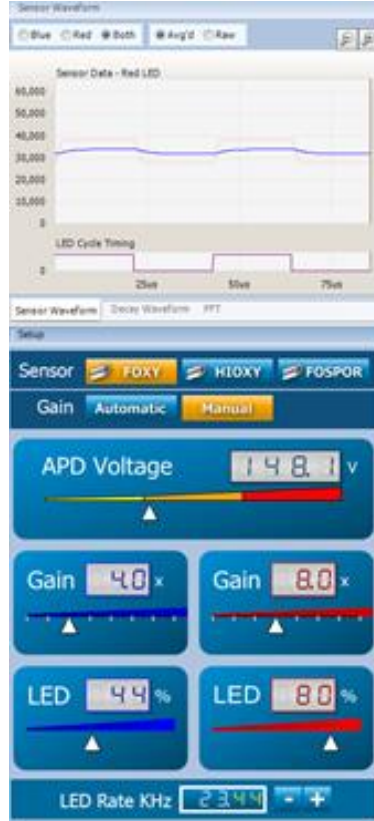 Sensor Waveform
Blue Red Both Avg'd Raw
Sensor Data - Red LED
60,000
50,000
40,000
30,000
20,000
10,000
0
LED Cycle Timing
0
25us 50us 75us
Sensor Waveform Decay Waveform FFT
Setup
Sensor FOXY HIOXY FOSPOR
Gain Automatic Manual
APD Voltage 148.1 V
Gain 4.0 x Gain 8.0 x
LED 44 % LED 80 %
LED Rate KHz 23.44 - +